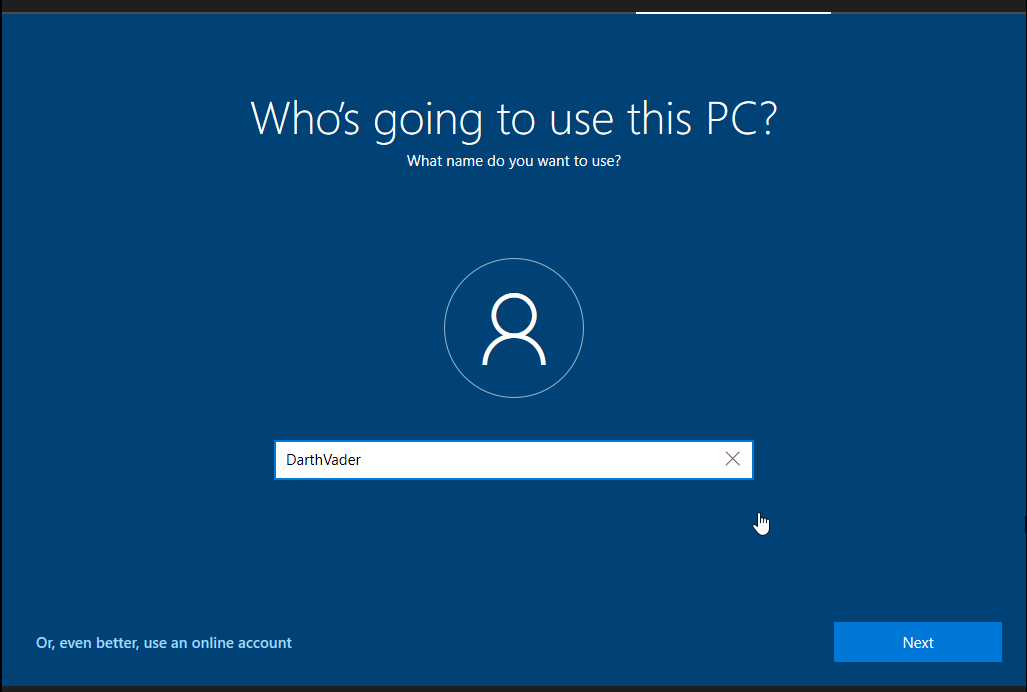 Who's going to use this PC?
What name do you want to use?
DarthVader
Or, even better, use an online account
Next